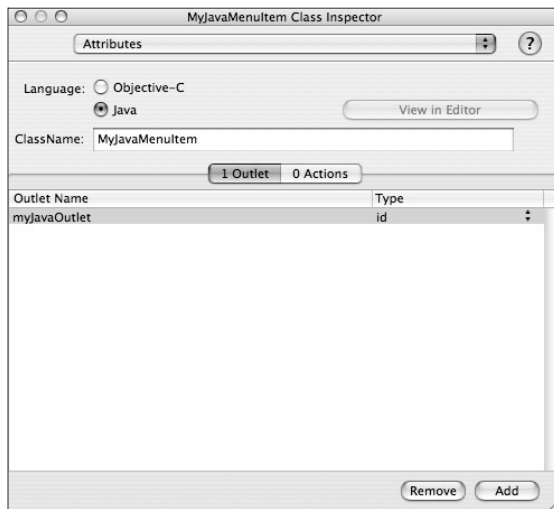 MyJavaMenuItem Class Inspector
Attributes
?
Language: Objective-C
Java
View in Editor
ClassName: MyJavaMenuItem
1 Outlet 0 Actions
Outlet Name Type
myJavaOutlet id
Remove Add